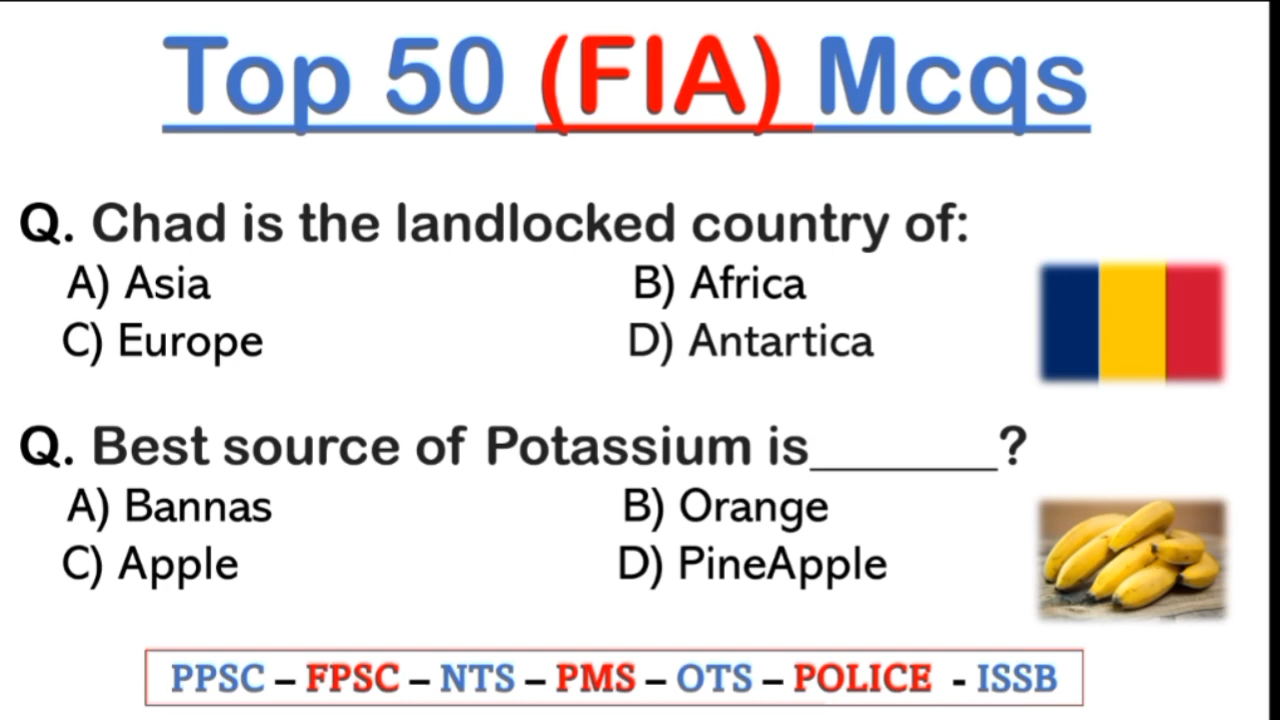 Top 50 (FIA) Mcqs
Q. Chad is the landlocked country of:
A) Asia B) Africa
C) Europe D) Antartica
Q. Best source of Potassium is_______?
A) Bannas B) Orange
C) Apple D) PineApple
PPSC – FPSC – NTS – PMS – OTS – POLICE - ISSB